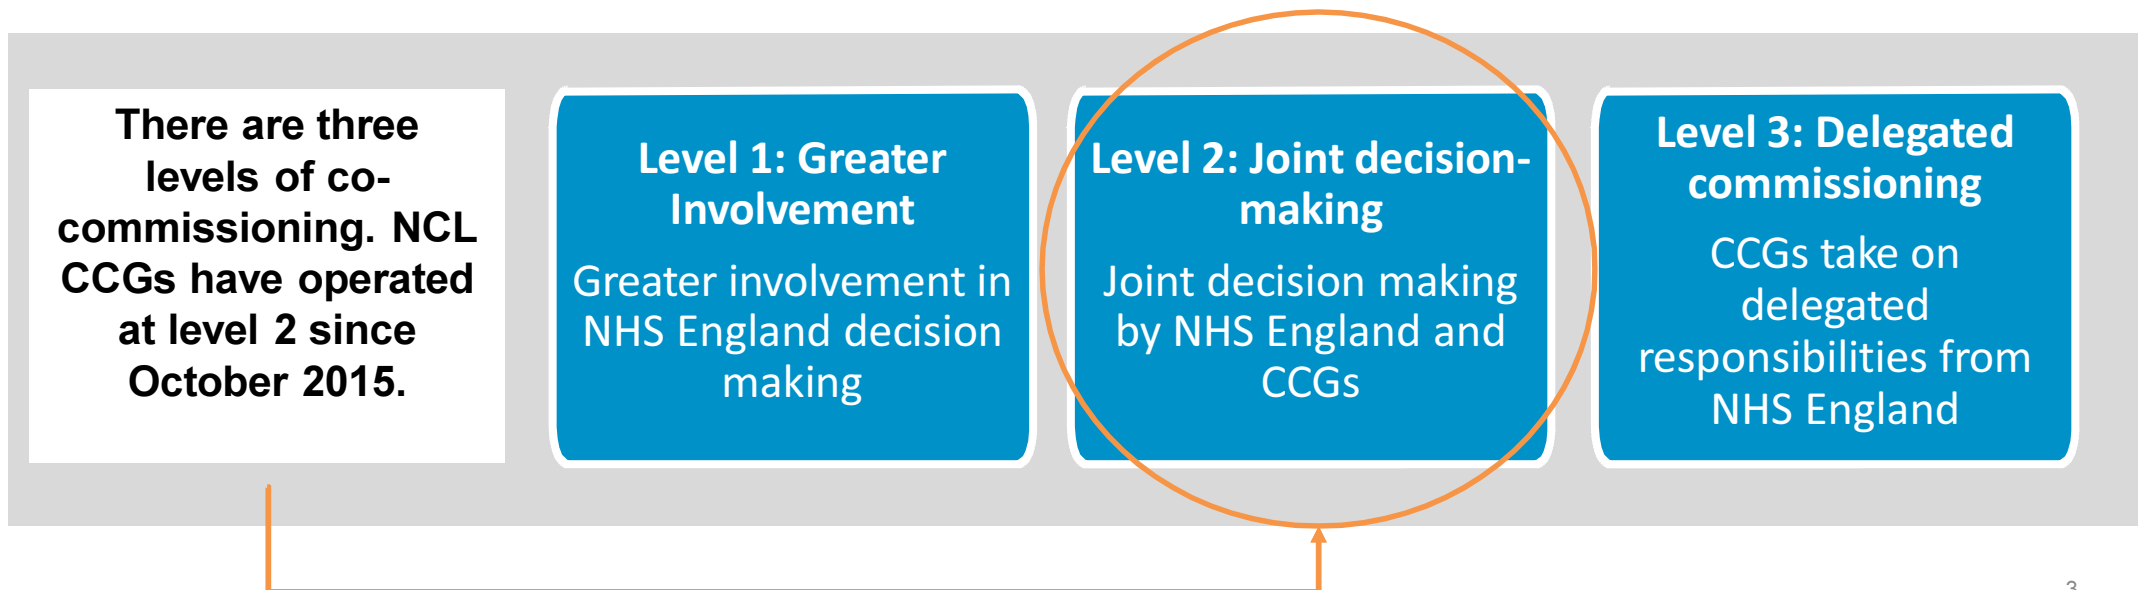 There are three
levels of co-
commissioning. NCL
CCGs have operated
at level 2 since
October 2015.
Level 1: Greater
Involvement
Greater involvement in
NHS England decision
making
Level 2: Joint decision-
making
Joint decision making
by NHS England and
CCGs
Level 3: Delegated
commissioning
CCGs take on
delegated
responsibilities from
NHS England
3